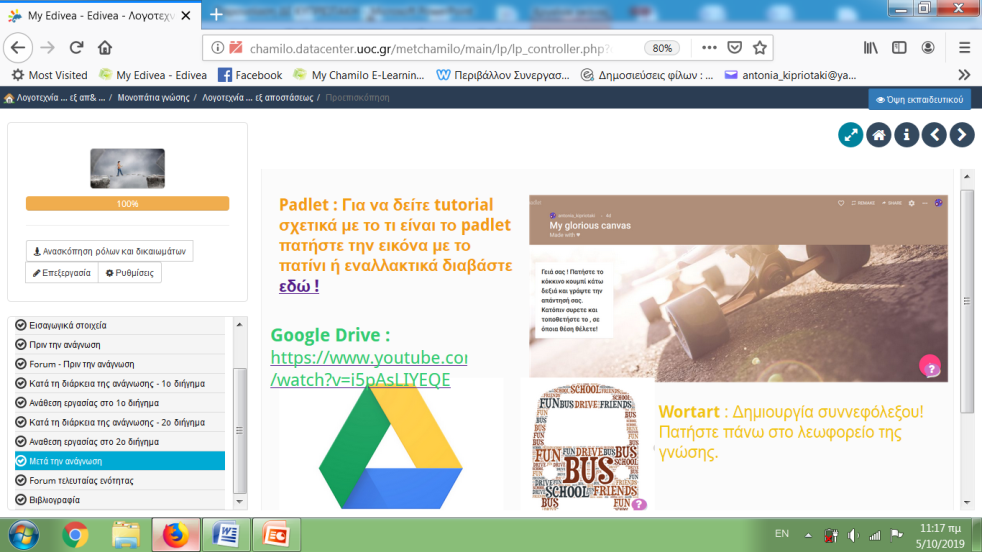 My Edivea - Edivea - Λογοτεχν
chamilo.datacenter.uoc.gr/metchamilo/main/lp/lp_controller.php?
80%
Most Visited
My Edivea - Edivea
Facebook
My Chamilo E-Learnin...
Περιβάλλον Συνεργασ...
Δημοσιεύσεις φίλων : ...
antonia_kipriotaki@ya...
Λογοτεχνία ... εξ απ& ... / Μονοπάτια γνώσης / Λογοτεχνία ... εξ αποστάσεως / Προεπισκόπηση
Όψη εκπαιδευτικού
100%
Ανασκόπηση ρόλων και δικαιωμάτων
Επεξεργασία
Ρυθμίσεις
Εισαγωγικά στοιχεία
Πριν την ανάγνωση
Forum - Πριν την ανάγνωση
Κατά τη διάρκεια της ανάγνωσης - 1ο διήγημα
Ανάθεση εργασίας στο 1ο διήγημα
Κατά τη διάρκεια της ανάγνωσης - 2ο διήγημα
Αναθεση εργασίας στο 2ο διήγημα
Μετά την ανάγνωση
Forum τελευταίας ενότητας
Βιβλιογραφία
Padlet : Για να δείτε tutorial
σχετικά με το τι είναι το padlet
πατήστε την εικόνα με το
πατίνι ή εναλλακτικά διαβάστε
εδώ !
Google Drive :
https://www.youtube.com
/watch?v=i5pAsLIYEQE
padlet
antonia_kipriotaki
REMAKE
SHARE
My glorious canvas
Made with ♥
Γειά σας ! Πατήστε το
κόκκινο κουμπί κάτω
δεξιά και γράψτε την
απάντησή σας.
Κατόπιν συρετε και
τοποθετήστε το , σε
όποια θέση θέλετε!
SCHOOL
FUN BUS DRIVE FRIENDS
FUN DRIVE BUS
BUS
SCHOOL FRIENDS
Wortart : Δημιουργία συννεφόλεξου!
Πατήστε πάνω στο λεωφορείο της
γνώσης.
EN
11:17 πμ
5/10/2019